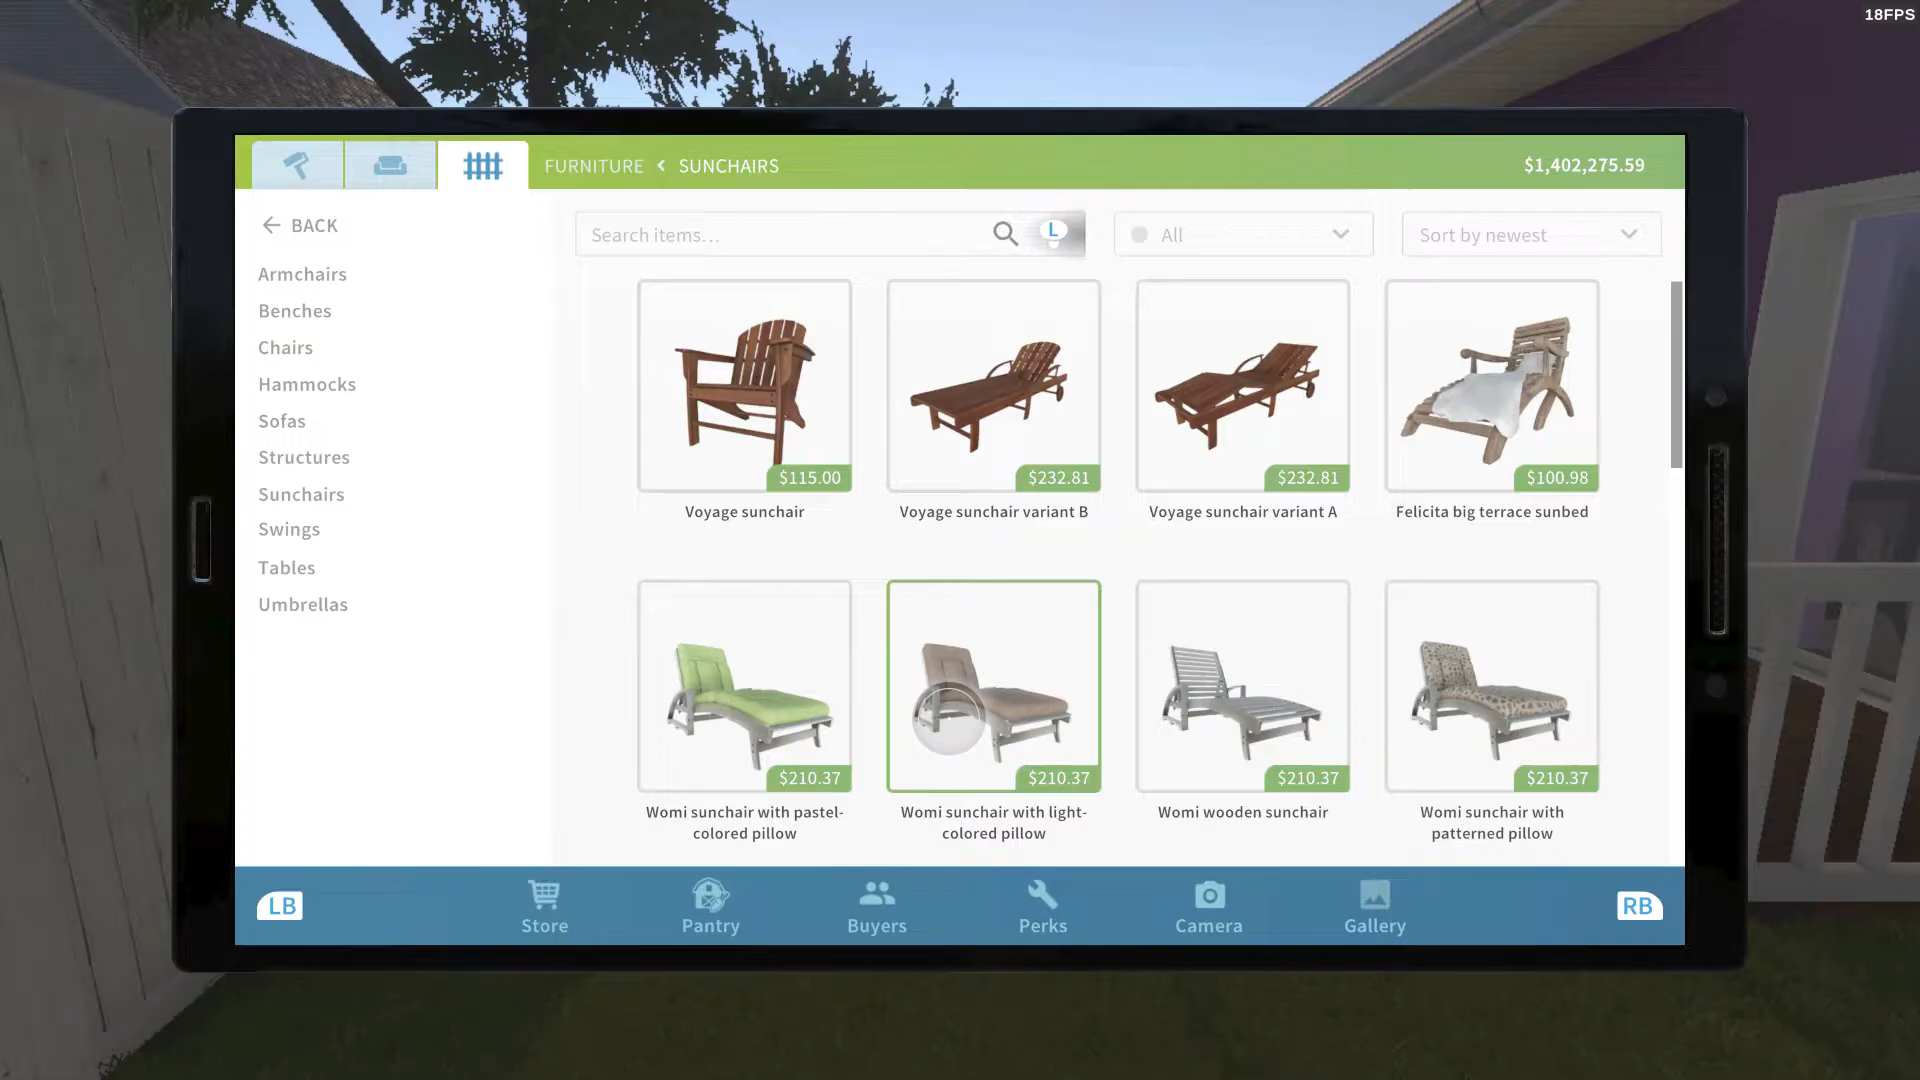 18FPS
FURNITURE < SUNCHAIRS
$1,402,275.59
BACK
Search items...
L
All
Sort by newest
Armchairs
Benches
Chairs
Hammocks
Sofas
Structures
Sunchairs
Swings
Tables
Umbrellas
$115.00
$232.81
$232.81
$100.98
Voyage sunchair
Voyage sunchair variant B
Voyage sunchair variant A
Felicita big terrace sunbed
$210.37
$210.37
$210.37
$210.37
Womi sunchair with pastel-
colored pillow
Womi sunchair with light-
colored pillow
Womi wooden sunchair
Womi sunchair with
patterned pillow
LB
Store
Pantry
Buyers
Perks
Camera
Gallery
RB